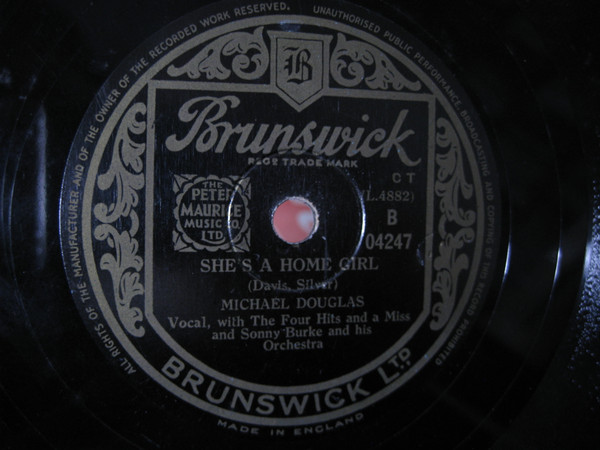 ALL·RIGHTS OF THE MANUFACTURER·AND·OF THE OWNER OF THE RECORDED WORK RESERVED.
UNAUTHORISED PUBLIC PERFORMANCE, BROADCASTING AND COPYING OF THIS RECORD PROHIBITED
B
Brunswick
REGD TRADE MARK
CT
(L.4882)
B
04247
THE
PETER
MAURICE
MUSIC CO.
LTD
SHE'S A HOME GIRL
(Davis, Silver)
MICHAEL DOUGLAS
Vocal, with The Four Hits and a Miss
and Sonny Burke and his
Orchestra
BRUNSWICK LTD.
MADE IN ENGLAND